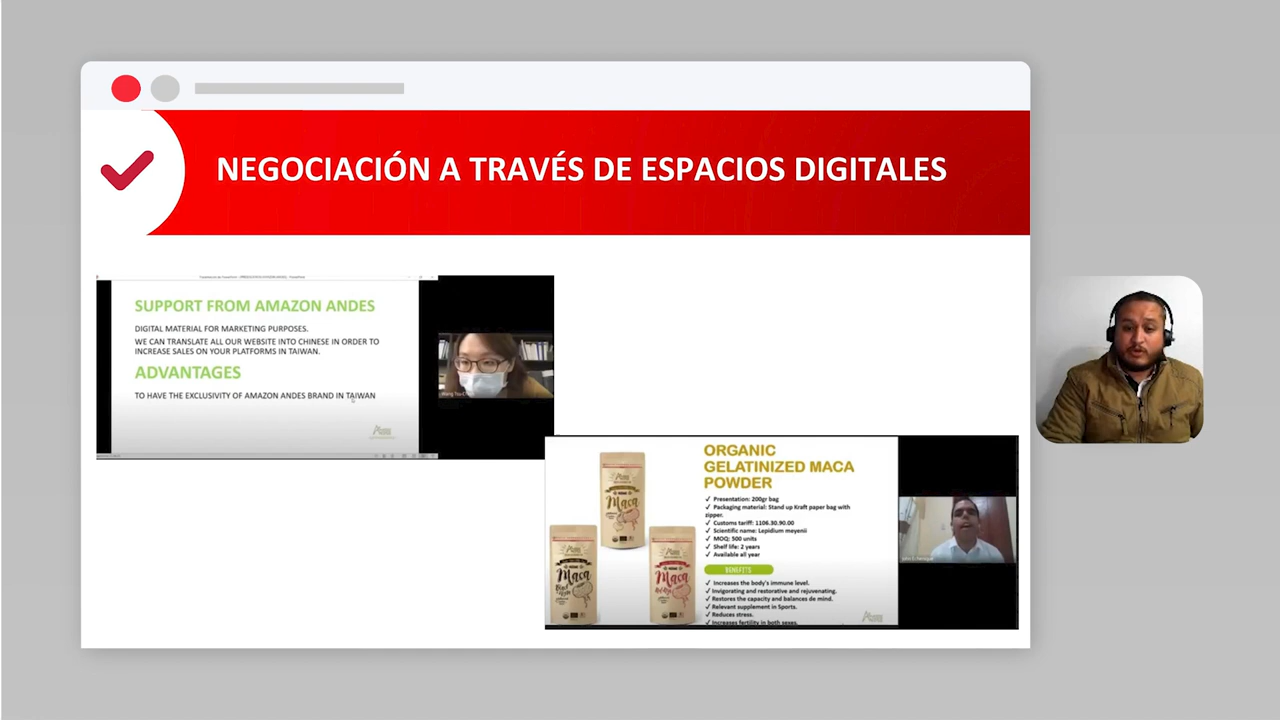 NEGOCIACIÓN A TRAVÉS DE ESPACIOS DIGITALES
SUPPORT FROM AMAZON ANDES
DIGITAL MATERIAL FOR MARKETING PURPOSES.
WE CAN TRANSLATE ALL OUR WEBSITE INTO CHINESE IN ORDER TO
INCREASE SALES ON YOUR PLATFORMS IN TAIWAN.
ADVANTAGES
TO HAVE THE EXCLUSIVITY OF AMAZON ANDES BRAND IN TAIWAN
ORGANIC
GELATINIZED MACA
POWDER
✓ Presentation: 200gr bag
✓ Packaging material: Stand up Kraft paper bag with
zipper.
✓ Customs tariff: 1106.30.90.00
✓ Scientific name: Lepidium meyenii
✓ MOQ: 500 units
✓ Shelf life: 2 years
✓ Available all year
BENEFITS
✓ Increases the body's immune level.
✓ Invigorating and restorative and rejuvenating.
✓ Restores the capacity and balances de mind.
✓ Relevant supplement in Sports.
✓ Reduces stress.
✓ Increases fertility in both sexes.
Maca
Maca
Maca